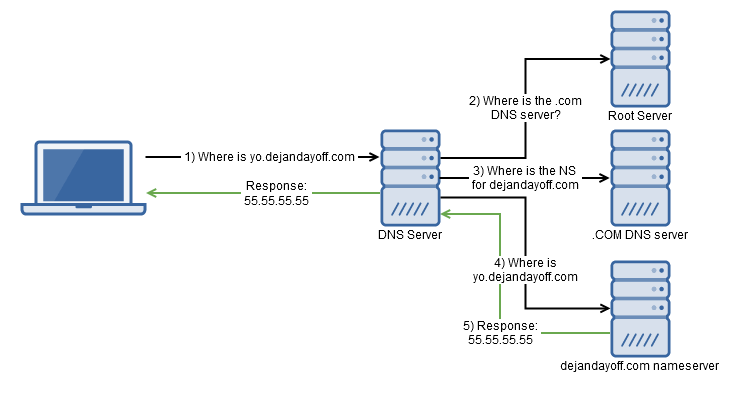 2) Where is the .com
DNS server?
Root Server
1) Where is yo.dejandayoff.com
Response:
55.55.55.55
DNS Server
3) Where is the NS
for dejandayoff.com
.COM DNS server
4) Where is
yo.dejandayoff.com
5) Response:
55.55.55.55
dejandayoff.com nameserver